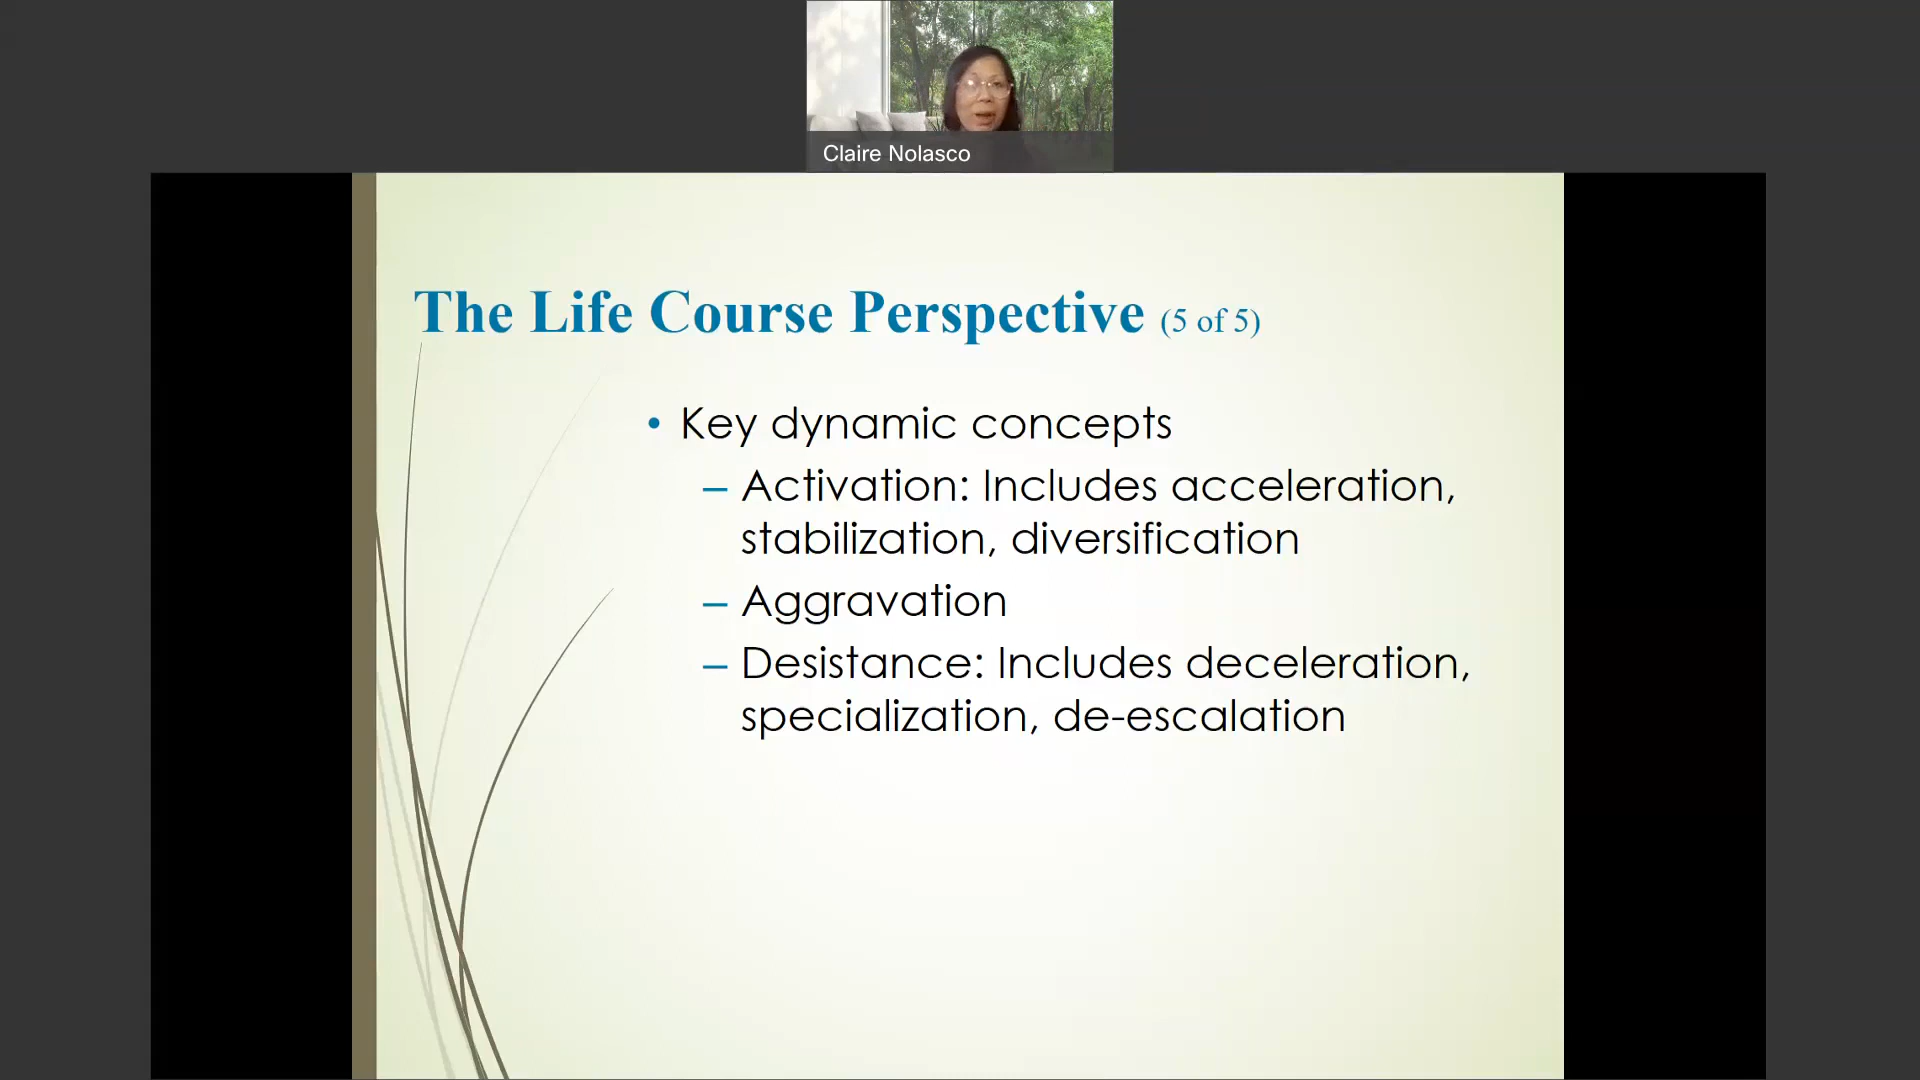 Claire Nolasco
The Life Course Perspective (5 of 5)
• Key dynamic concepts
– Activation: Includes acceleration,
stabilization, diversification
– Aggravation
– Desistance: Includes deceleration,
specialization, de-escalation